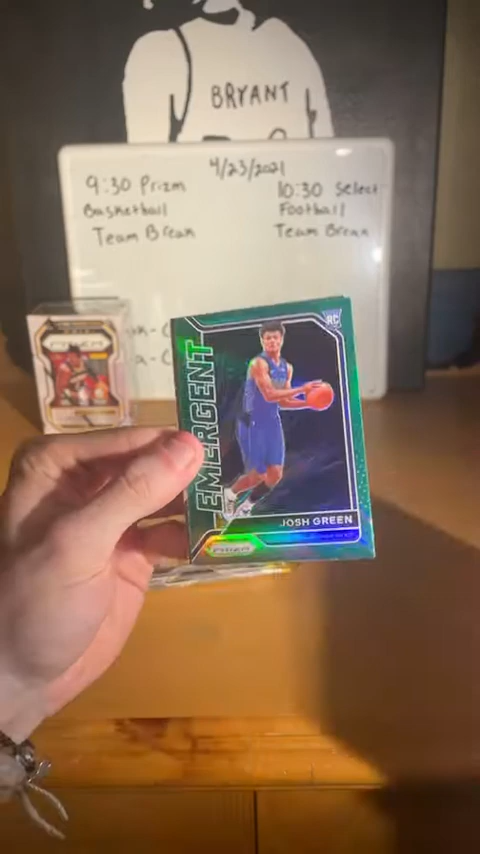 BRYANT
4/23/2021
9:30 Prizm
Basketball
Team Break
10:30 Select
Football
Team Break
PRIZM
RC
EMERGENT
JOSH GREEN
PRIZM